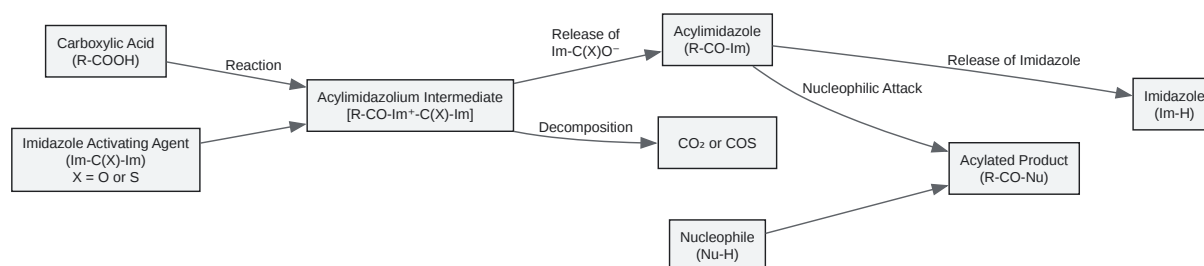 Carboxylic Acid
(R-COOH)
Reaction
Imidazole Activating Agent
(Im-C(X)-Im)
X = O or S
Acylimidazolium Intermediate
[R-CO-Im⁺-C(X)-Im]
Release of
Im-C(X)O⁻
Decomposition
Acylimidazole
(R-CO-Im)
CO₂ or COS
Nucleophile
(Nu-H)
Nucleophilic Attack
Release of Imidazole
Acylated Product
(R-CO-Nu)
Imidazole
(Im-H)